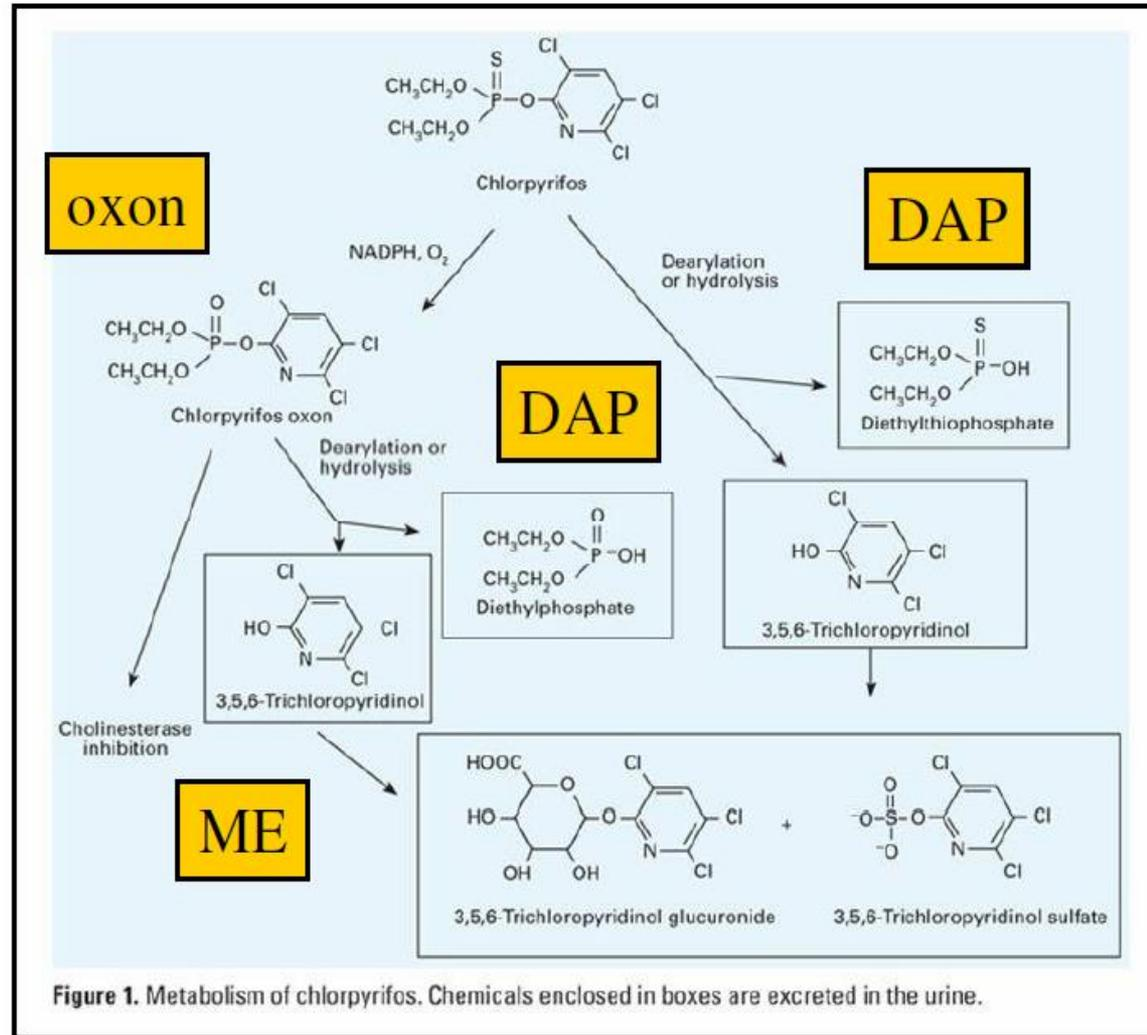 Cl
S
CH₃CH₂O
P
O
Cl
CH₃CH₂O
N
Cl
Chlorpyrifos
oxon
DAP
NADPH, O₂
Dearylation
or hydrolysis
O
Cl
CH₃CH₂O
P
O
Cl
CH₃CH₂O
N
Cl
Chlorpyrifos oxon
S
CH₃CH₂O
P
OH
CH₃CH₂O
Diethylthiophosphate
DAP
Dearylation or
hydrolysis
O
CH₃CH₂O
P
OH
CH₃CH₂O
Diethylphosphate
Cl
HO
Cl
N
Cl
3,5,6-Trichloropyridinol
Cl
HO
Cl
N
Cl
3,5,6-Trichloropyridinol
Cholinesterase
inhibition
ME
HOOC
O
HO
O
OH
OH
Cl
Cl
N
Cl
3,5,6-Trichloropyridinol glucuronide
+
O
⁻O
S
O
⁻O
Cl
Cl
N
Cl
3,5,6-Trichloropyridinol sulfate
Figure 1. Metabolism of chlorpyrifos. Chemicals enclosed in boxes are excreted in the urine.